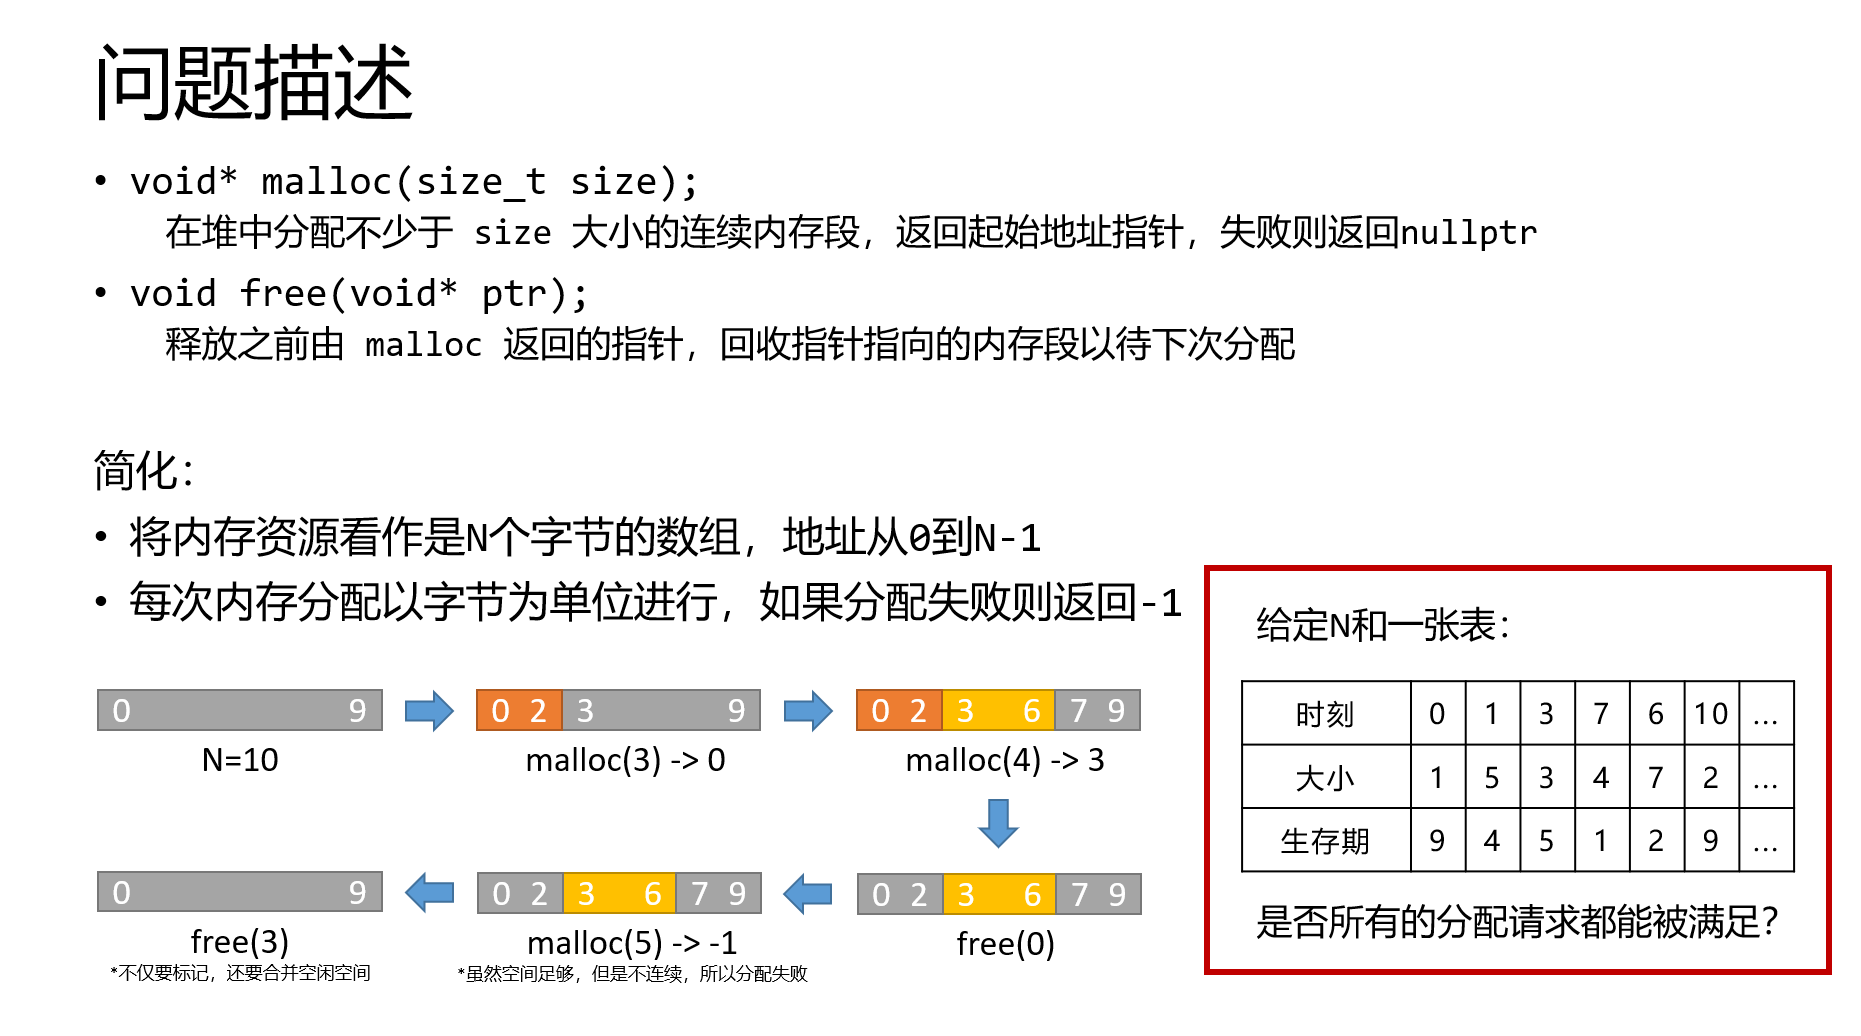 问题描述
• void* malloc(size_t size);
在堆中分配不少于 size 大小的连续内存段，返回起始地址指针，失败则返回nullptr
• void free(void* ptr);
释放之前由 malloc 返回的指针，回收指针指向的内存段以待下次分配
简化：
• 将内存资源看作是N个字节的数组，地址从0到N-1
• 每次内存分配以字节为单位进行，如果分配失败则返回-1
0 9
N=10
0 2 3 9
malloc(3) -> 0
0 2 3 6 7 9
malloc(4) -> 3
0 2 3 6 7 9
free(0)
0 2 3 6 7 9
malloc(5) -> -1
*虽然空间足够，但是不连续，所以分配失败
0 9
free(3)
*不仅要标记，还要合并空闲空间
给定N和一张表：
时刻 0 1 3 7 6 10 ...
大小 1 5 3 4 7 2 ...
生存期 9 4 5 1 2 9 ...
是否所有的分配请求都能被满足？